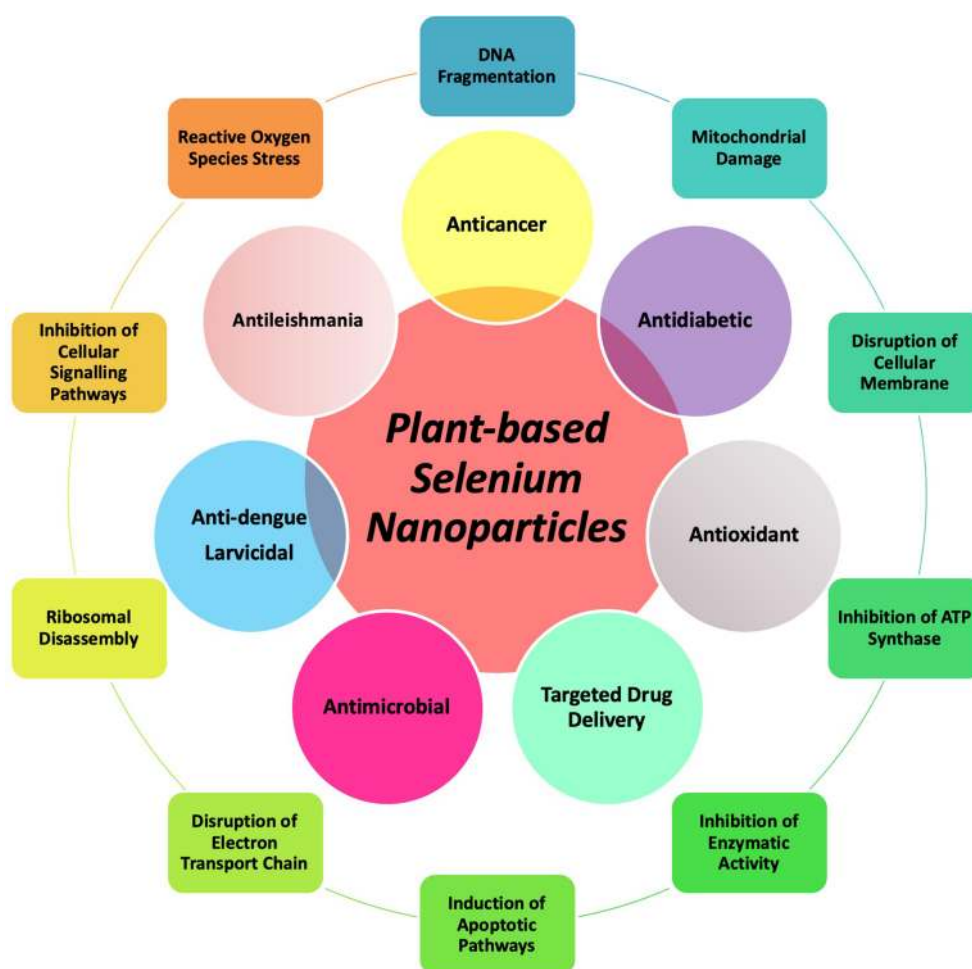 DNA
Fragmentation
Reactive Oxygen
Species Stress
Mitochondrial
Damage
Anticancer
Antileishmania
Antidiabetic
Inhibition of
Cellular
Signalling
Pathways
Disruption of
Cellular
Membrane
Plant-based
Selenium
Nanoparticles
Anti-dengue
Larvicidal
Antioxidant
Ribosomal
Disassembly
Inhibition of ATP
Synthase
Antimicrobial
Targeted Drug
Delivery
Disruption of
Electron
Transport Chain
Inhibition of
Enzymatic
Activity
Induction of
Apoptotic
Pathways